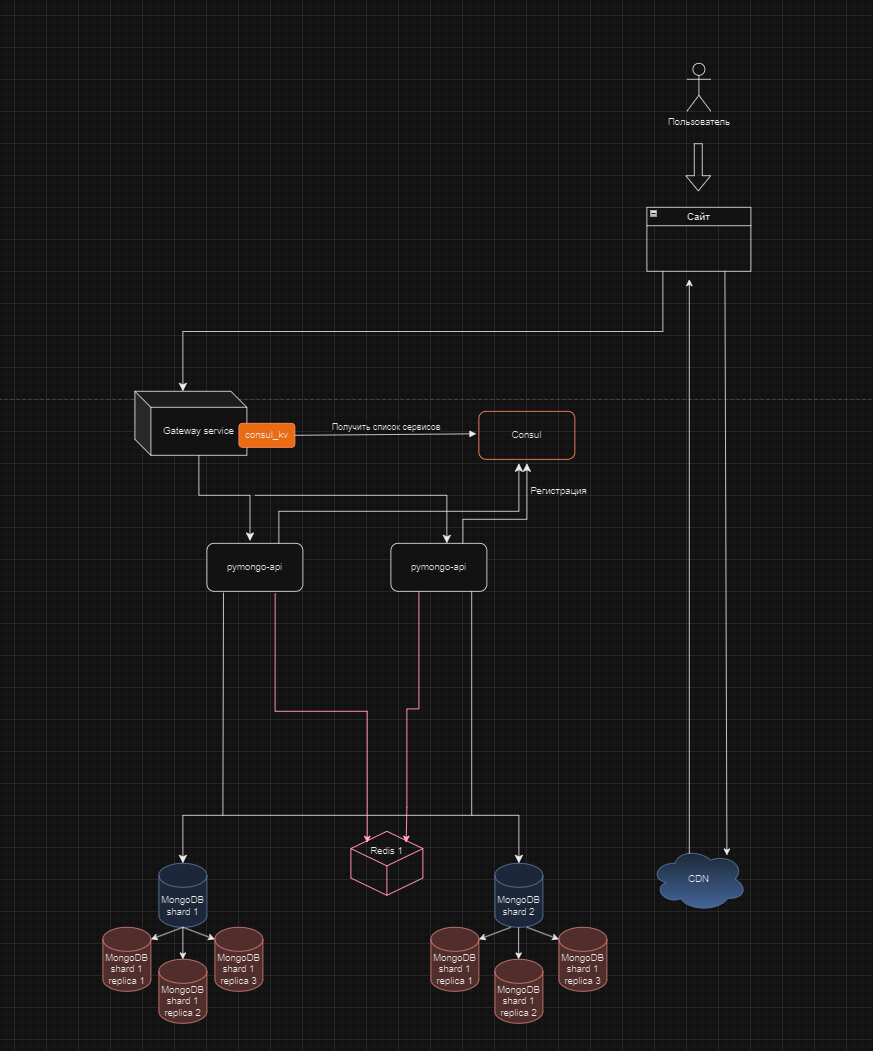 Пользователь
Сайт
Gateway service
consul_kv
Получить список сервисов
Consul
Регистрация
pymongo-api
pymongo-api
Redis 1
MongoDB
shard 1
MongoDB
shard 2
CDN
MongoDB
shard 1
replica 1
MongoDB
shard 1
replica 2
MongoDB
shard 1
replica 3
MongoDB
shard 1
replica 1
MongoDB
shard 1
replica 2
MongoDB
shard 1
replica 3